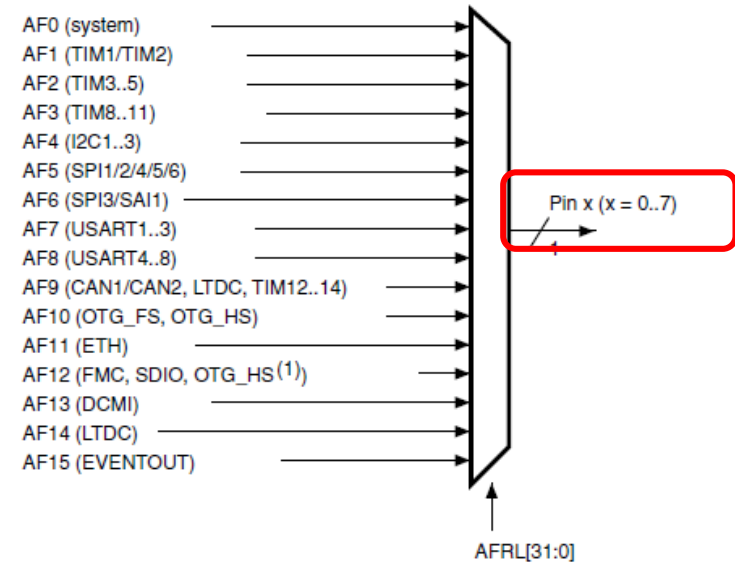 AF0 (system)
AF1 (TIM1/TIM2)
AF2 (TIM3..5)
AF3 (TIM8..11)
AF4 (I2C1..3)
AF5 (SPI1/2/4/5/6)
AF6 (SPI3/SAI1)
AF7 (USART1..3)
AF8 (USART4..8)
AF9 (CAN1/CAN2, LTDC, TIM12..14)
AF10 (OTG_FS, OTG_HS)
AF11 (ETH)
AF12 (FMC, SDIO, OTG_HS(1))
AF13 (DCMI)
AF14 (LTDC)
AF15 (EVENTOUT)
Pin x (x = 0..7)
1
AFRL[31:0]